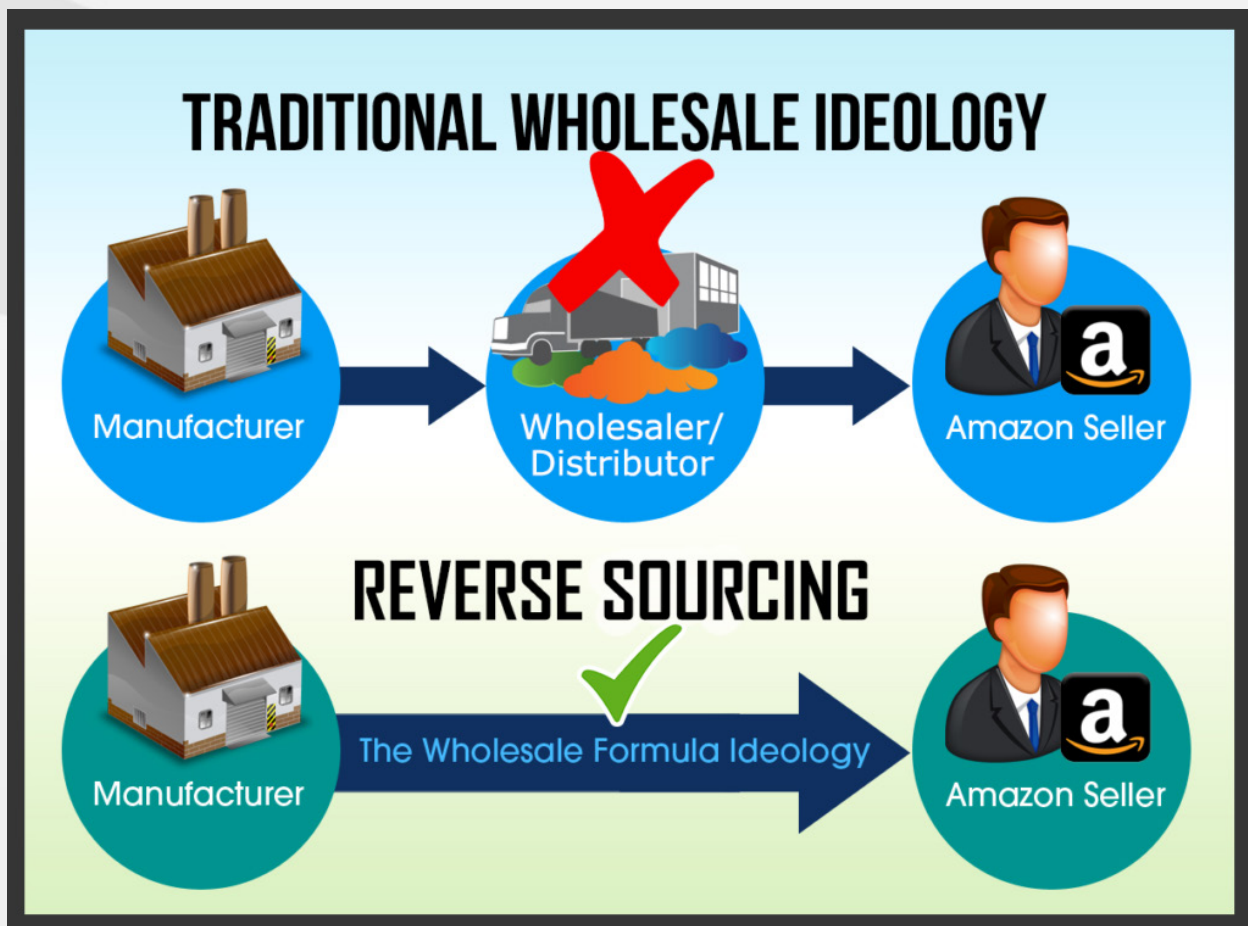 TRADITIONAL WHOLESALE IDEOLOGY
Manufacturer
Wholesaler/
Distributor
a
Amazon Seller
REVERSE SOURCING
Manufacturer
The Wholesale Formula Ideology
a
Amazon Seller